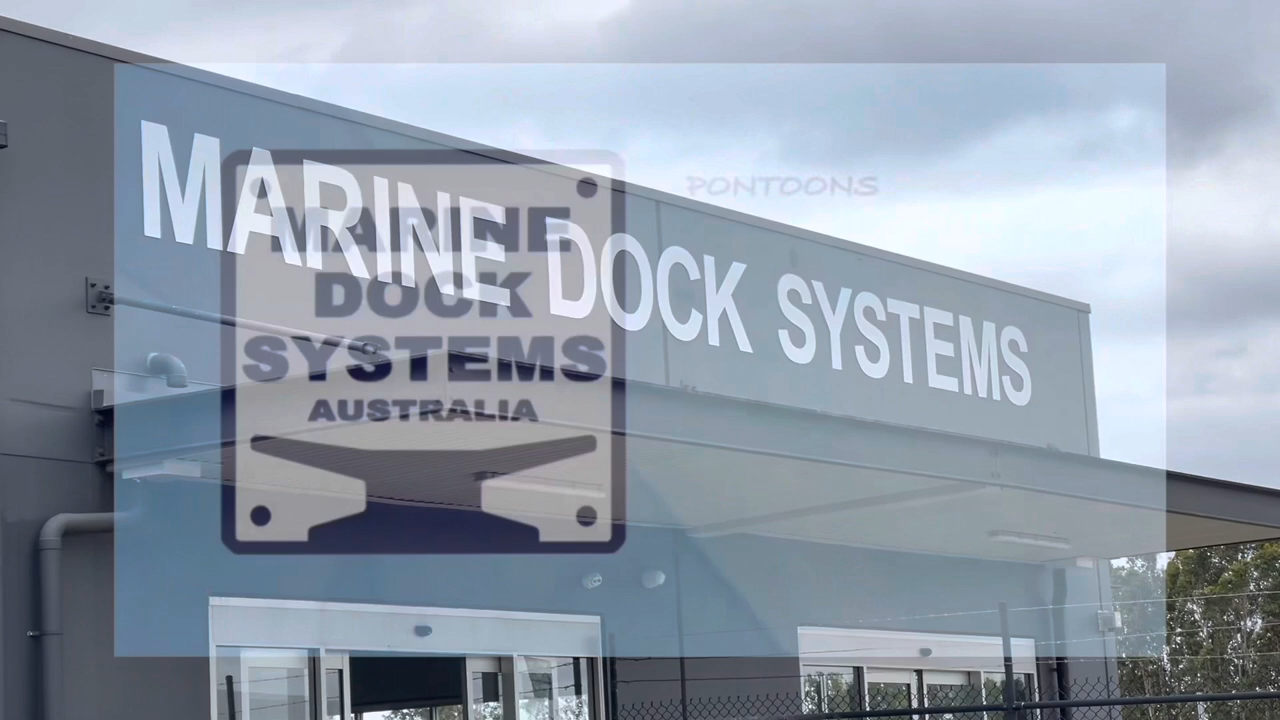 MARINE DOCK SYSTEMS
PONTOONS
MARINE
DOCK
SYSTEMS
AUSTRALIA